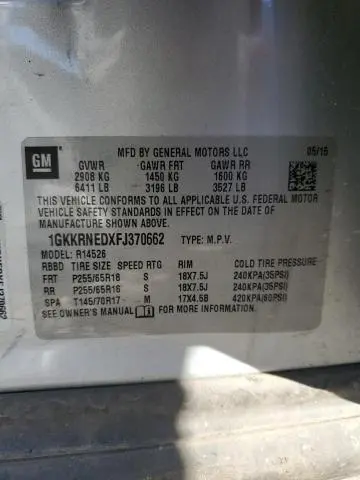 GM
MFD BY GENERAL MOTORS LLC 05/15
GVWR GAWR FRT GAWR RR
2908 KG 1450 KG 1600 KG
6411 LB 3196 LB 3527 LB
THIS VEHICLE CONFORMS TO ALL APPLICABLE U.S. FEDERAL MOTOR
VEHICLE SAFETY STANDARDS IN EFFECT ON THE DATE OF
MANUFACTURE SHOWN ABOVE.
1GKKRNEDXFJ370662 TYPE: M.P.V.
MODEL: R14526
RBBD TIRE SIZE SPEED RTG RIM COLD TIRE PRESSURE
FRT P255/65R18 S 18X7.5J 240KPA(35PSI)
RR P255/65R18 S 18X7.5J 240KPA(35PSI)
SPA T145/70R17 M 17X4.5B 420KPA(60PSI)
SEE OWNER'S MANUAL FOR MORE INFORMATION.